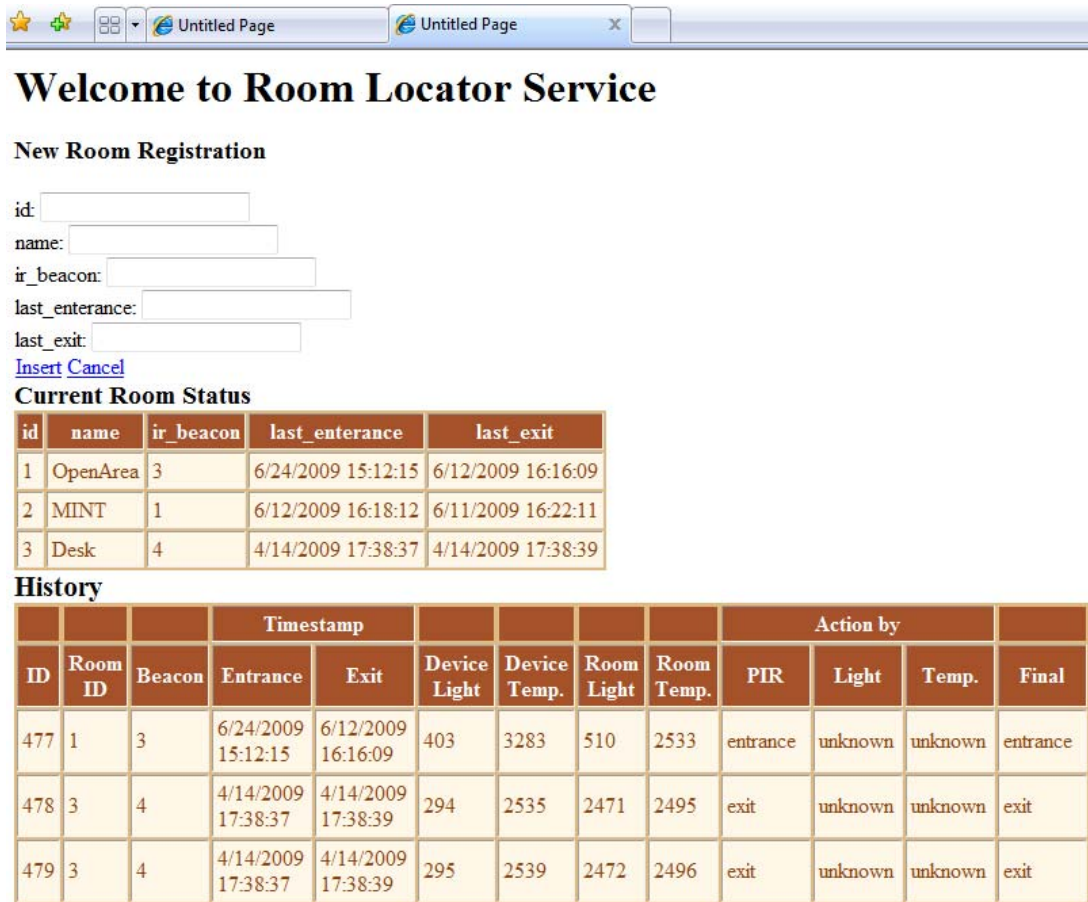 Untitled Page Untitled Page x
Welcome to Room Locator Service
New Room Registration
id:
name:
ir_beacon:
last_enterance:
last_exit:
Insert Cancel
Current Room Status
id name ir_beacon last_enterance last_exit
1 OpenArea 3 6/24/2009 15:12:15 6/12/2009 16:16:09
2 MINT 1 6/12/2009 16:18:12 6/11/2009 16:22:11
3 Desk 4 4/14/2009 17:38:37 4/14/2009 17:38:39
History
Timestamp Action by
ID Room ID Beacon Entrance Exit Device Light Device Temp. Room Light Room Temp. PIR Light Temp. Final
477 1 3 6/24/2009 15:12:15 6/12/2009 16:16:09 403 3283 510 2533 entrance unknown unknown entrance
478 3 4 4/14/2009 17:38:37 4/14/2009 17:38:39 294 2535 2471 2495 exit unknown unknown exit
479 3 4 4/14/2009 17:38:37 4/14/2009 17:38:39 295 2539 2472 2496 exit unknown unknown exit